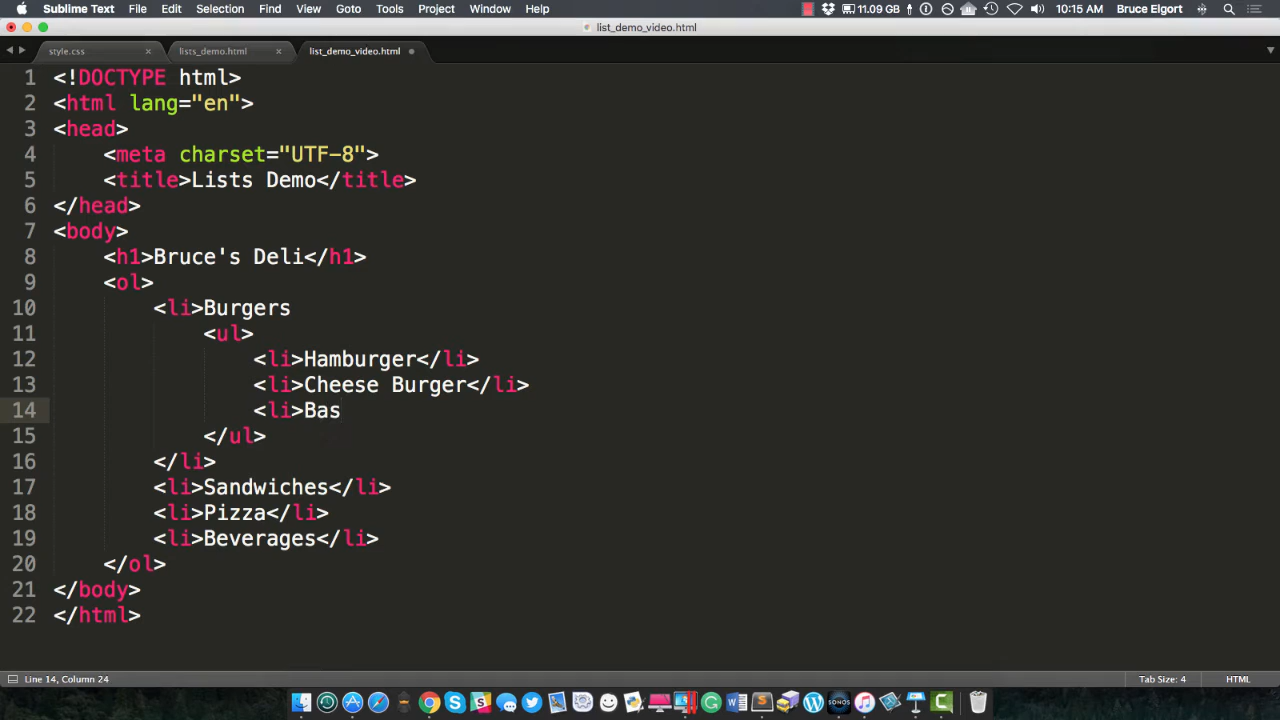 Sublime Text File Edit Selection Find View Goto Tools Project Window Help 11.09 GB 10:15 AM Bruce Elgort
list_demo_video.html
style.css × lists_demo.html × list_demo_video.html
1 <!DOCTYPE html>
2 <html lang="en">
3 <head>
4 <meta charset="UTF-8">
5 <title>Lists Demo</title>
6 </head>
7 <body>
8 <h1>Bruce's Deli</h1>
9 <ol>
10 <li>Burgers
11 <ul>
12 <li>Hamburger</li>
13 <li>Cheese Burger</li>
14 <li>Bas
15 </ul>
16 </li>
17 <li>Sandwiches</li>
18 <li>Pizza</li>
19 <li>Beverages</li>
20 </ol>
21 </body>
22 </html>
Line 14, Column 24 Tab Size: 4 HTML
SONOS